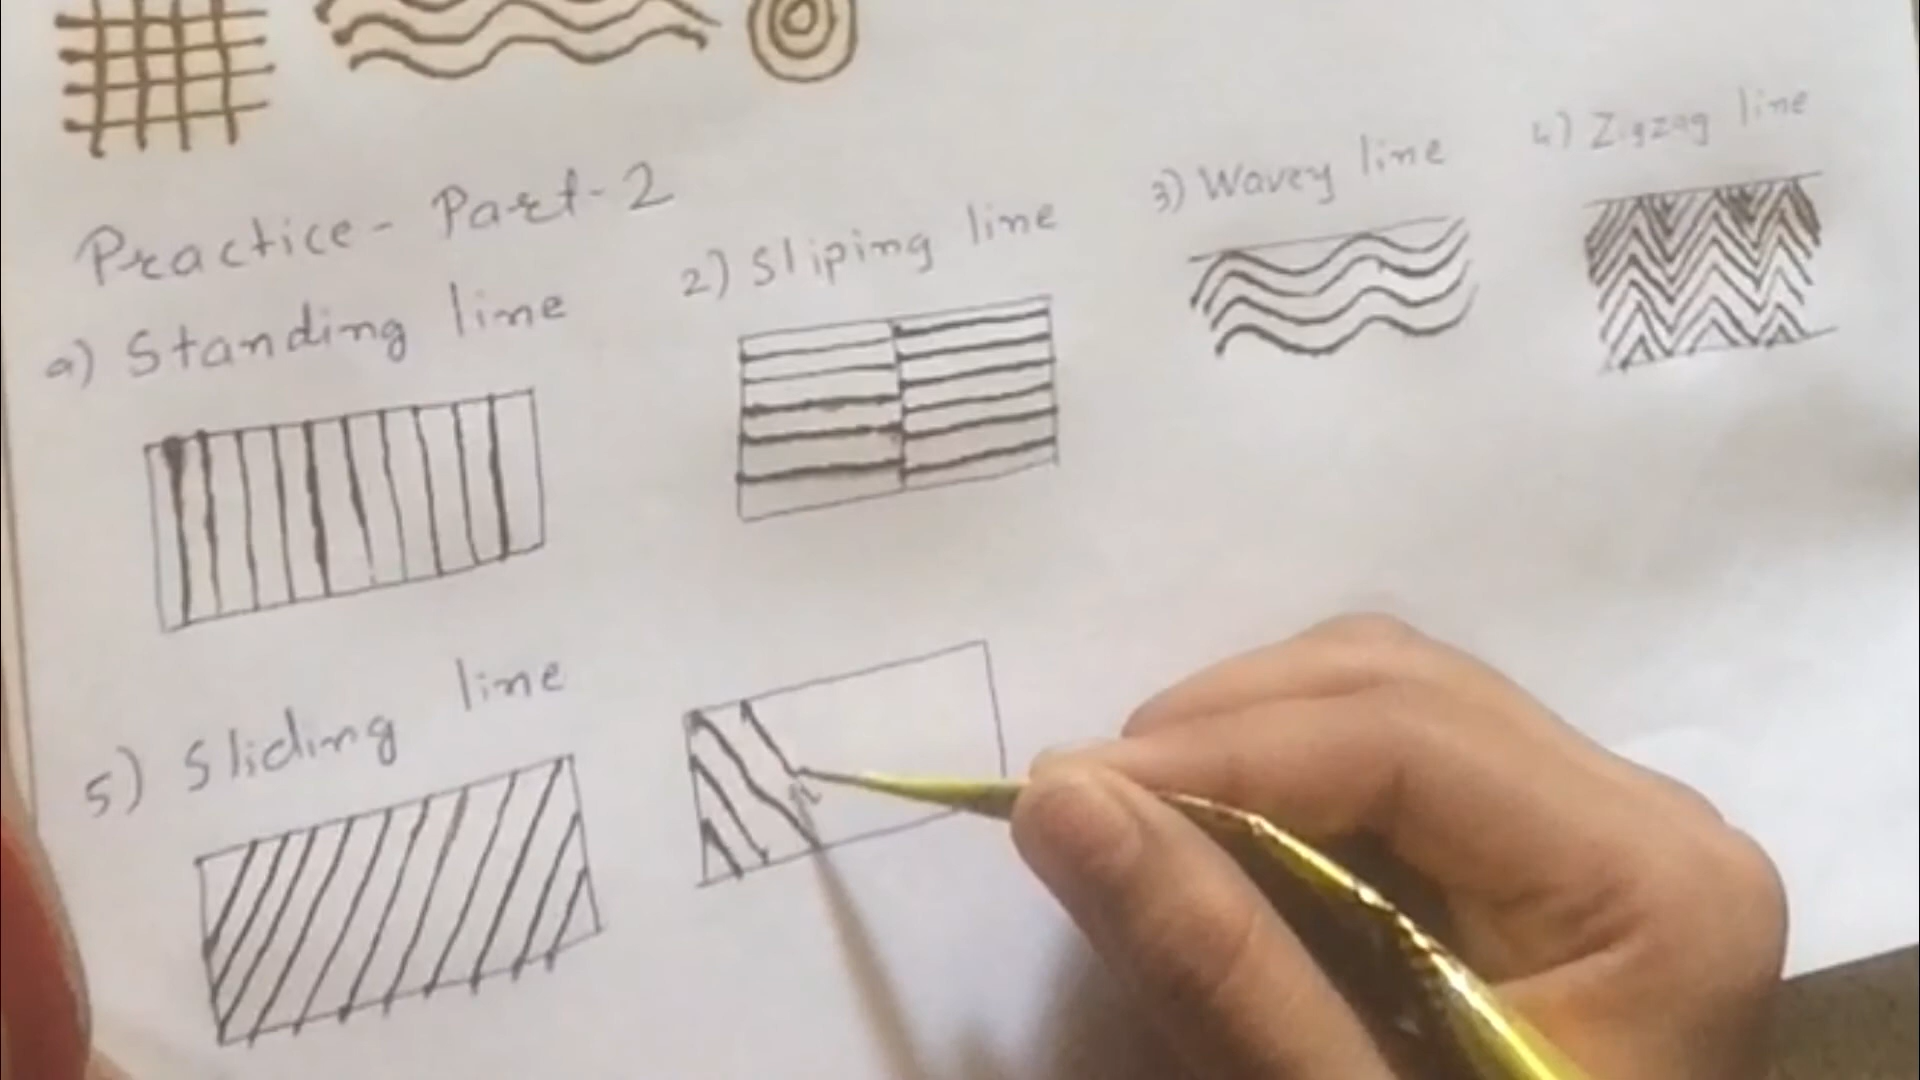 Practice - Part-2
a) Standing line
2) Sliping line
3) Wavey line
4) Zigzag line
5) Sliding line